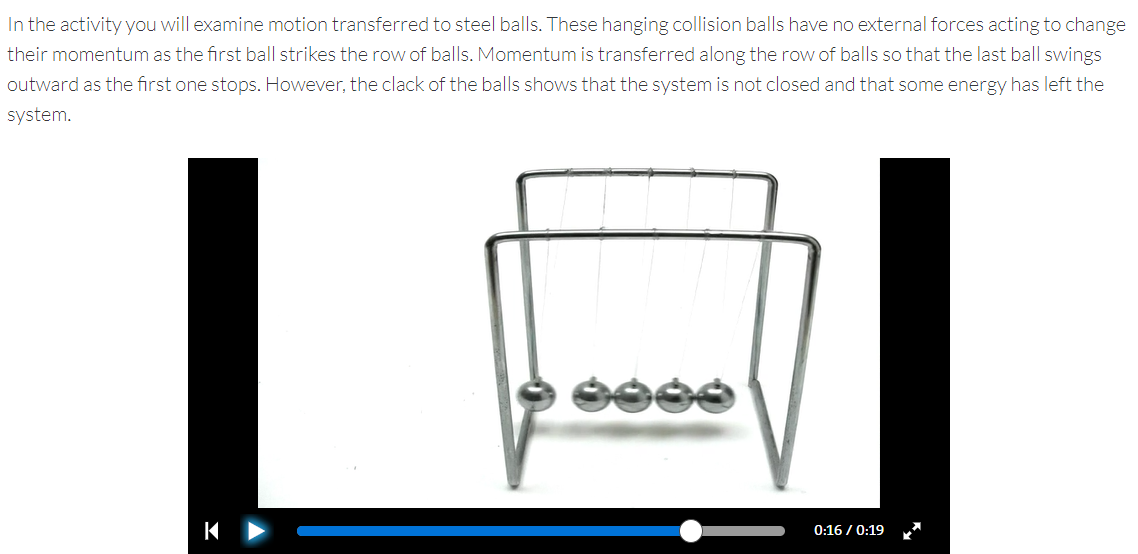 In the activity you will examine motion transferred to steel balls. These hanging collision balls have no external forces acting to change
their momentum as the first ball strikes the row of balls. Momentum is transferred along the row of balls so that the last ball swings
outward as the first one stops. However, the clack of the balls shows that the system is not closed and that some energy has left the
system.
0:16 / 0:19